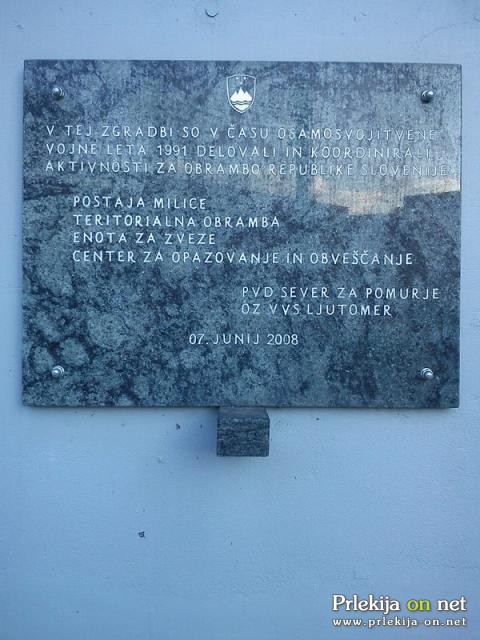 V TEJ ZGRADBI SO V ČASU OSAMOSVOJITVENE
VOJNE LETA 1991 DELOVALI IN KOORDINIRALI
AKTIVNOSTI ZA OBRAMBO REPUBLIKE SLOVENIJE
POSTAJA MILICE
TERITORIALNA OBRAMBA
ENOTA ZA ZVEZE
CENTER ZA OPAZOVANJE IN OBVEŠČANJE
PVD SEVER ZA POMURJE
OZ VVS LJUTOMER
07. JUNIJ 2008
Prlekija on net
www.prlekija-on.net